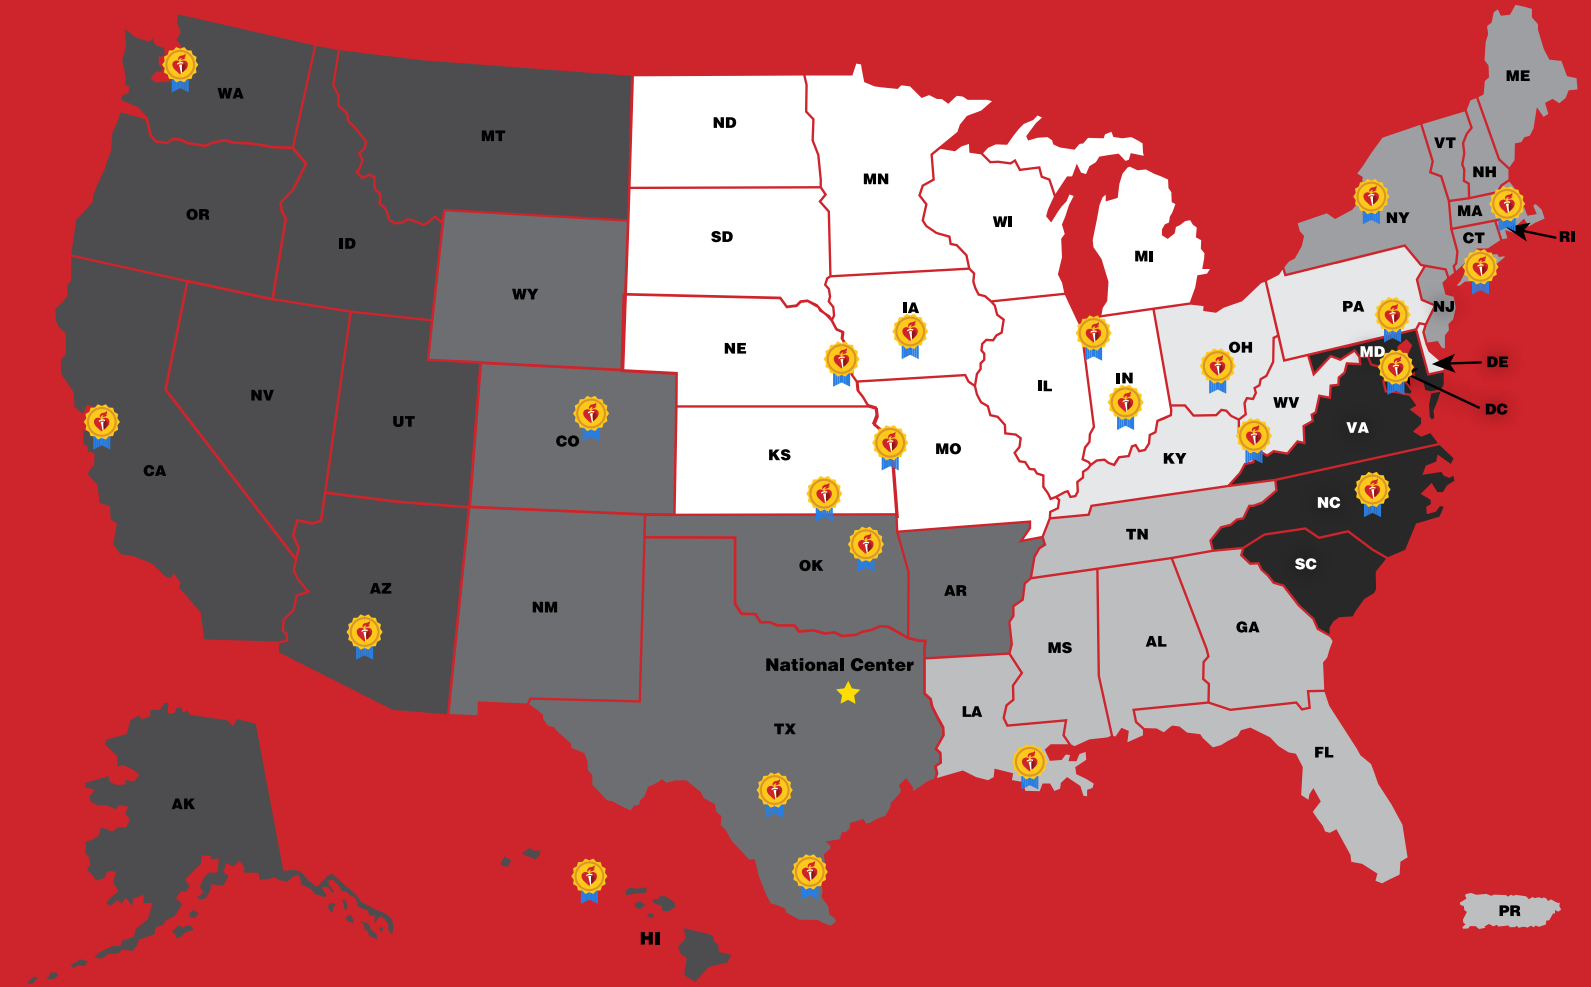 ME
WA
ND
MT
VT
NH
MN
MA
OR
NY
WI
SD
RI
CT
ID
MI
WY
IA
PA
NJ
NE
OH
MD
DE
IN
IL
NV
WV
DC
UT
VA
CO
MO
KS
KY
CA
NC
TN
SC
OK
AZ
AR
NM
GA
AL
MS
National Center
LA
TX
FL
AK
PR
HI